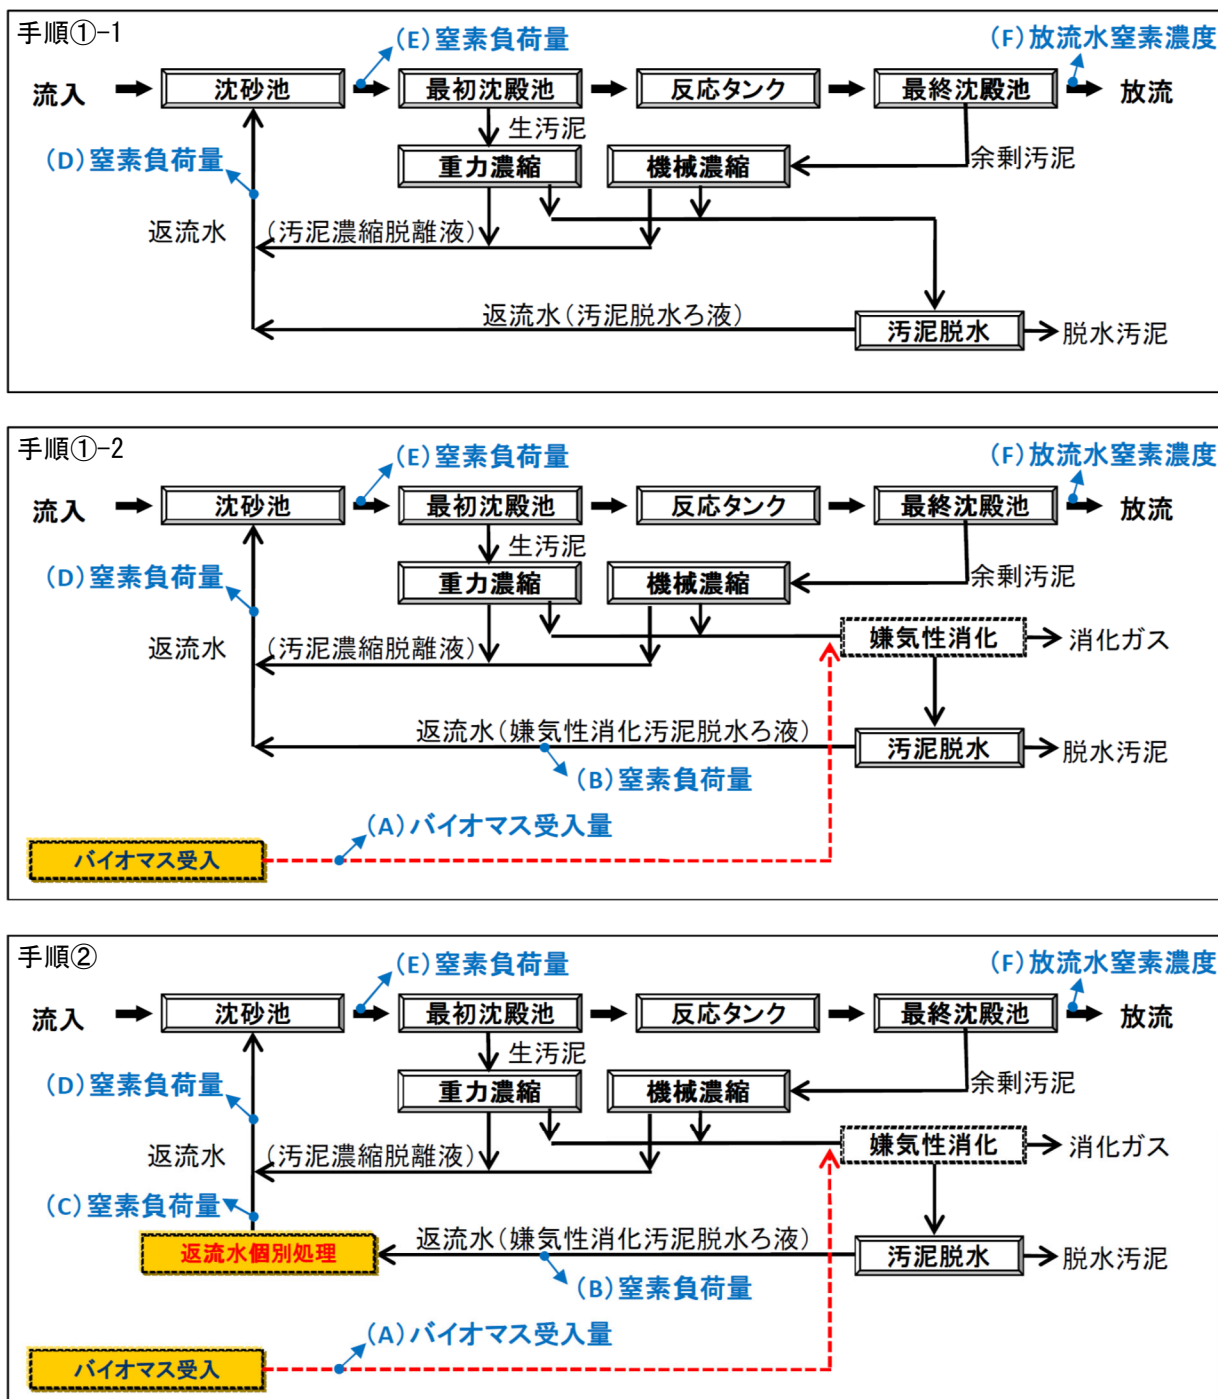 手順①-1
(E)窒素負荷量
(F)放流水窒素濃度
流入
沈砂池
最初沈殿池
反応タンク
最終沈殿池
放流
生汚泥
(D)窒素負荷量
重力濃縮
機械濃縮
余剰汚泥
返流水
(汚泥濃縮脱離液)
返流水(汚泥脱水ろ液)
汚泥脱水
脱水汚泥
手順①-2
(E)窒素負荷量
(F)放流水窒素濃度
流入
沈砂池
最初沈殿池
反応タンク
最終沈殿池
放流
生汚泥
(D)窒素負荷量
重力濃縮
機械濃縮
余剰汚泥
返流水
(汚泥濃縮脱離液)
嫌気性消化
消化ガス
返流水(嫌気性消化汚泥脱水ろ液)
汚泥脱水
脱水汚泥
(B)窒素負荷量
(A)バイオマス受入量
バイオマス受入
手順②
(E)窒素負荷量
(F)放流水窒素濃度
流入
沈砂池
最初沈殿池
反応タンク
最終沈殿池
放流
生汚泥
(D)窒素負荷量
重力濃縮
機械濃縮
余剰汚泥
返流水
(汚泥濃縮脱離液)
嫌気性消化
消化ガス
(C)窒素負荷量
返流水個別処理
返流水(嫌気性消化汚泥脱水ろ液)
汚泥脱水
脱水汚泥
(B)窒素負荷量
(A)バイオマス受入量
バイオマス受入